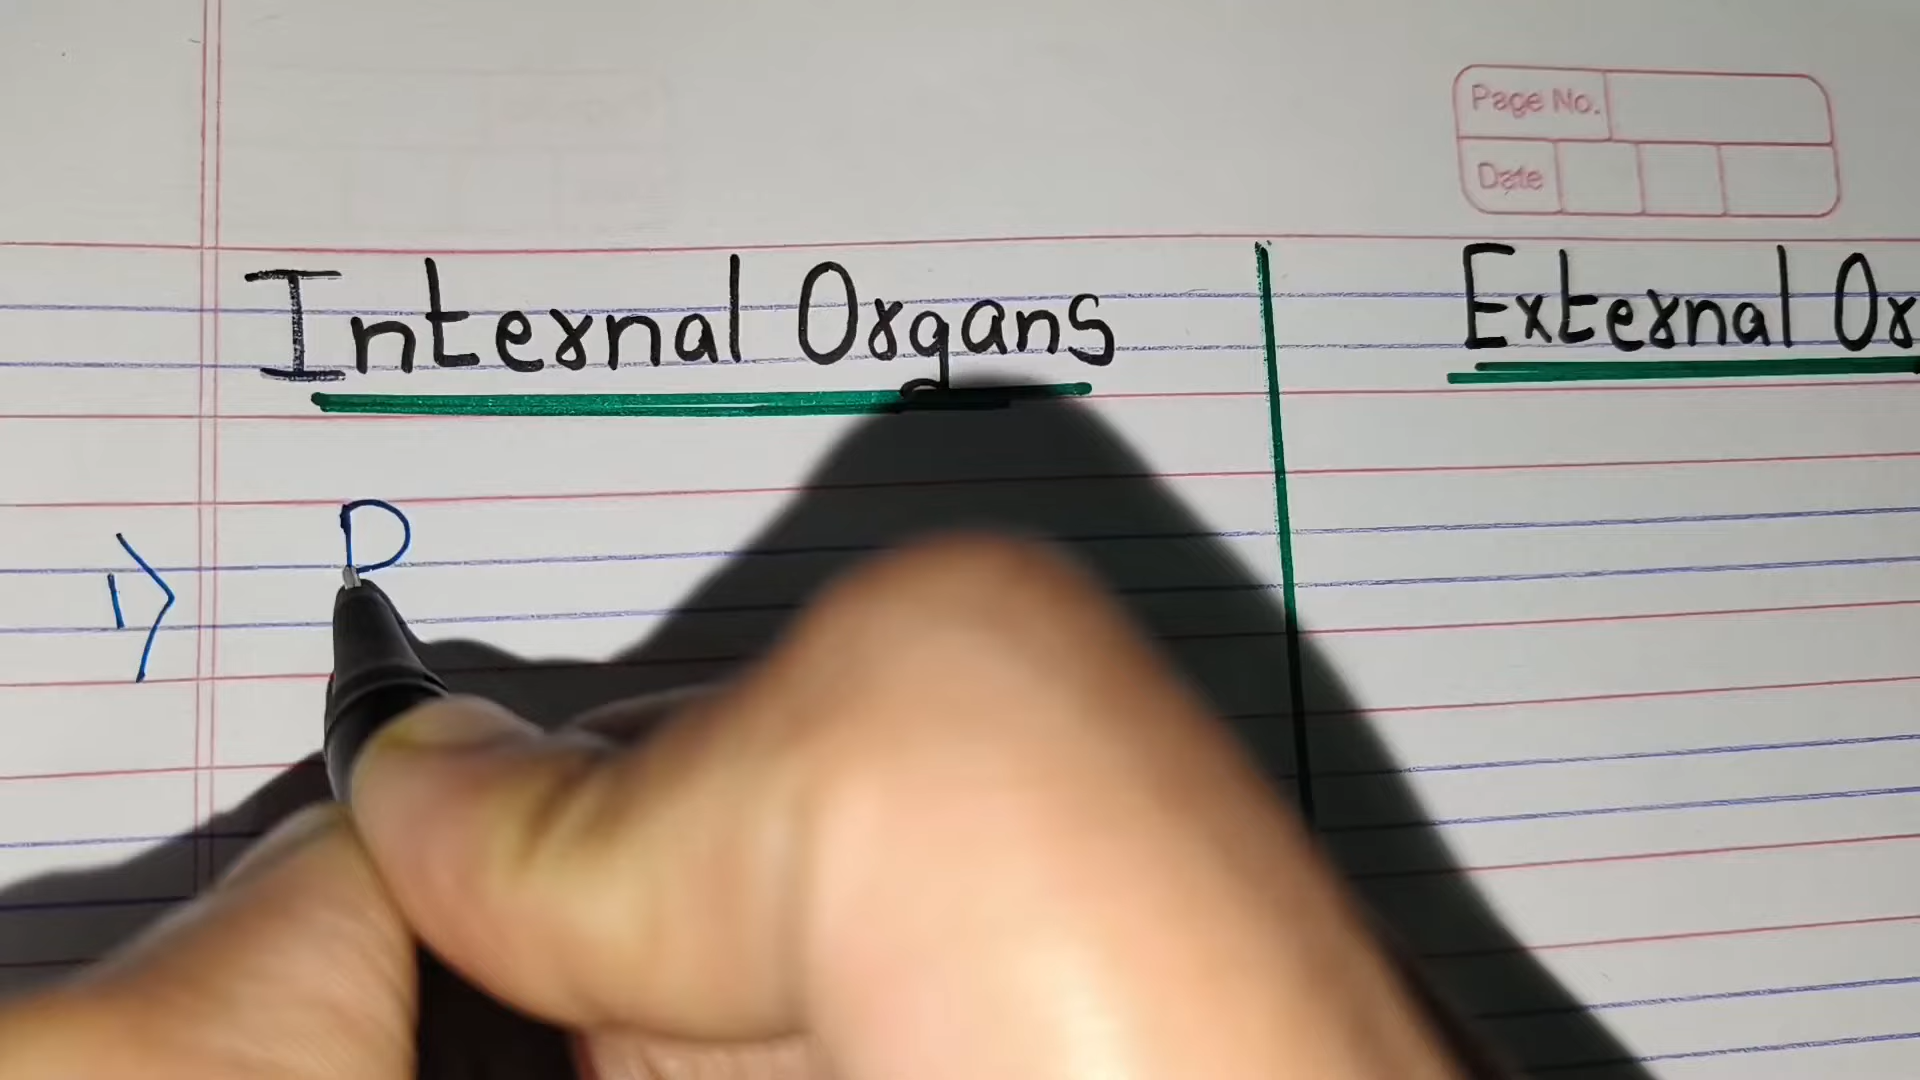 Page No.
Date
Internal Organs
External Or
1)